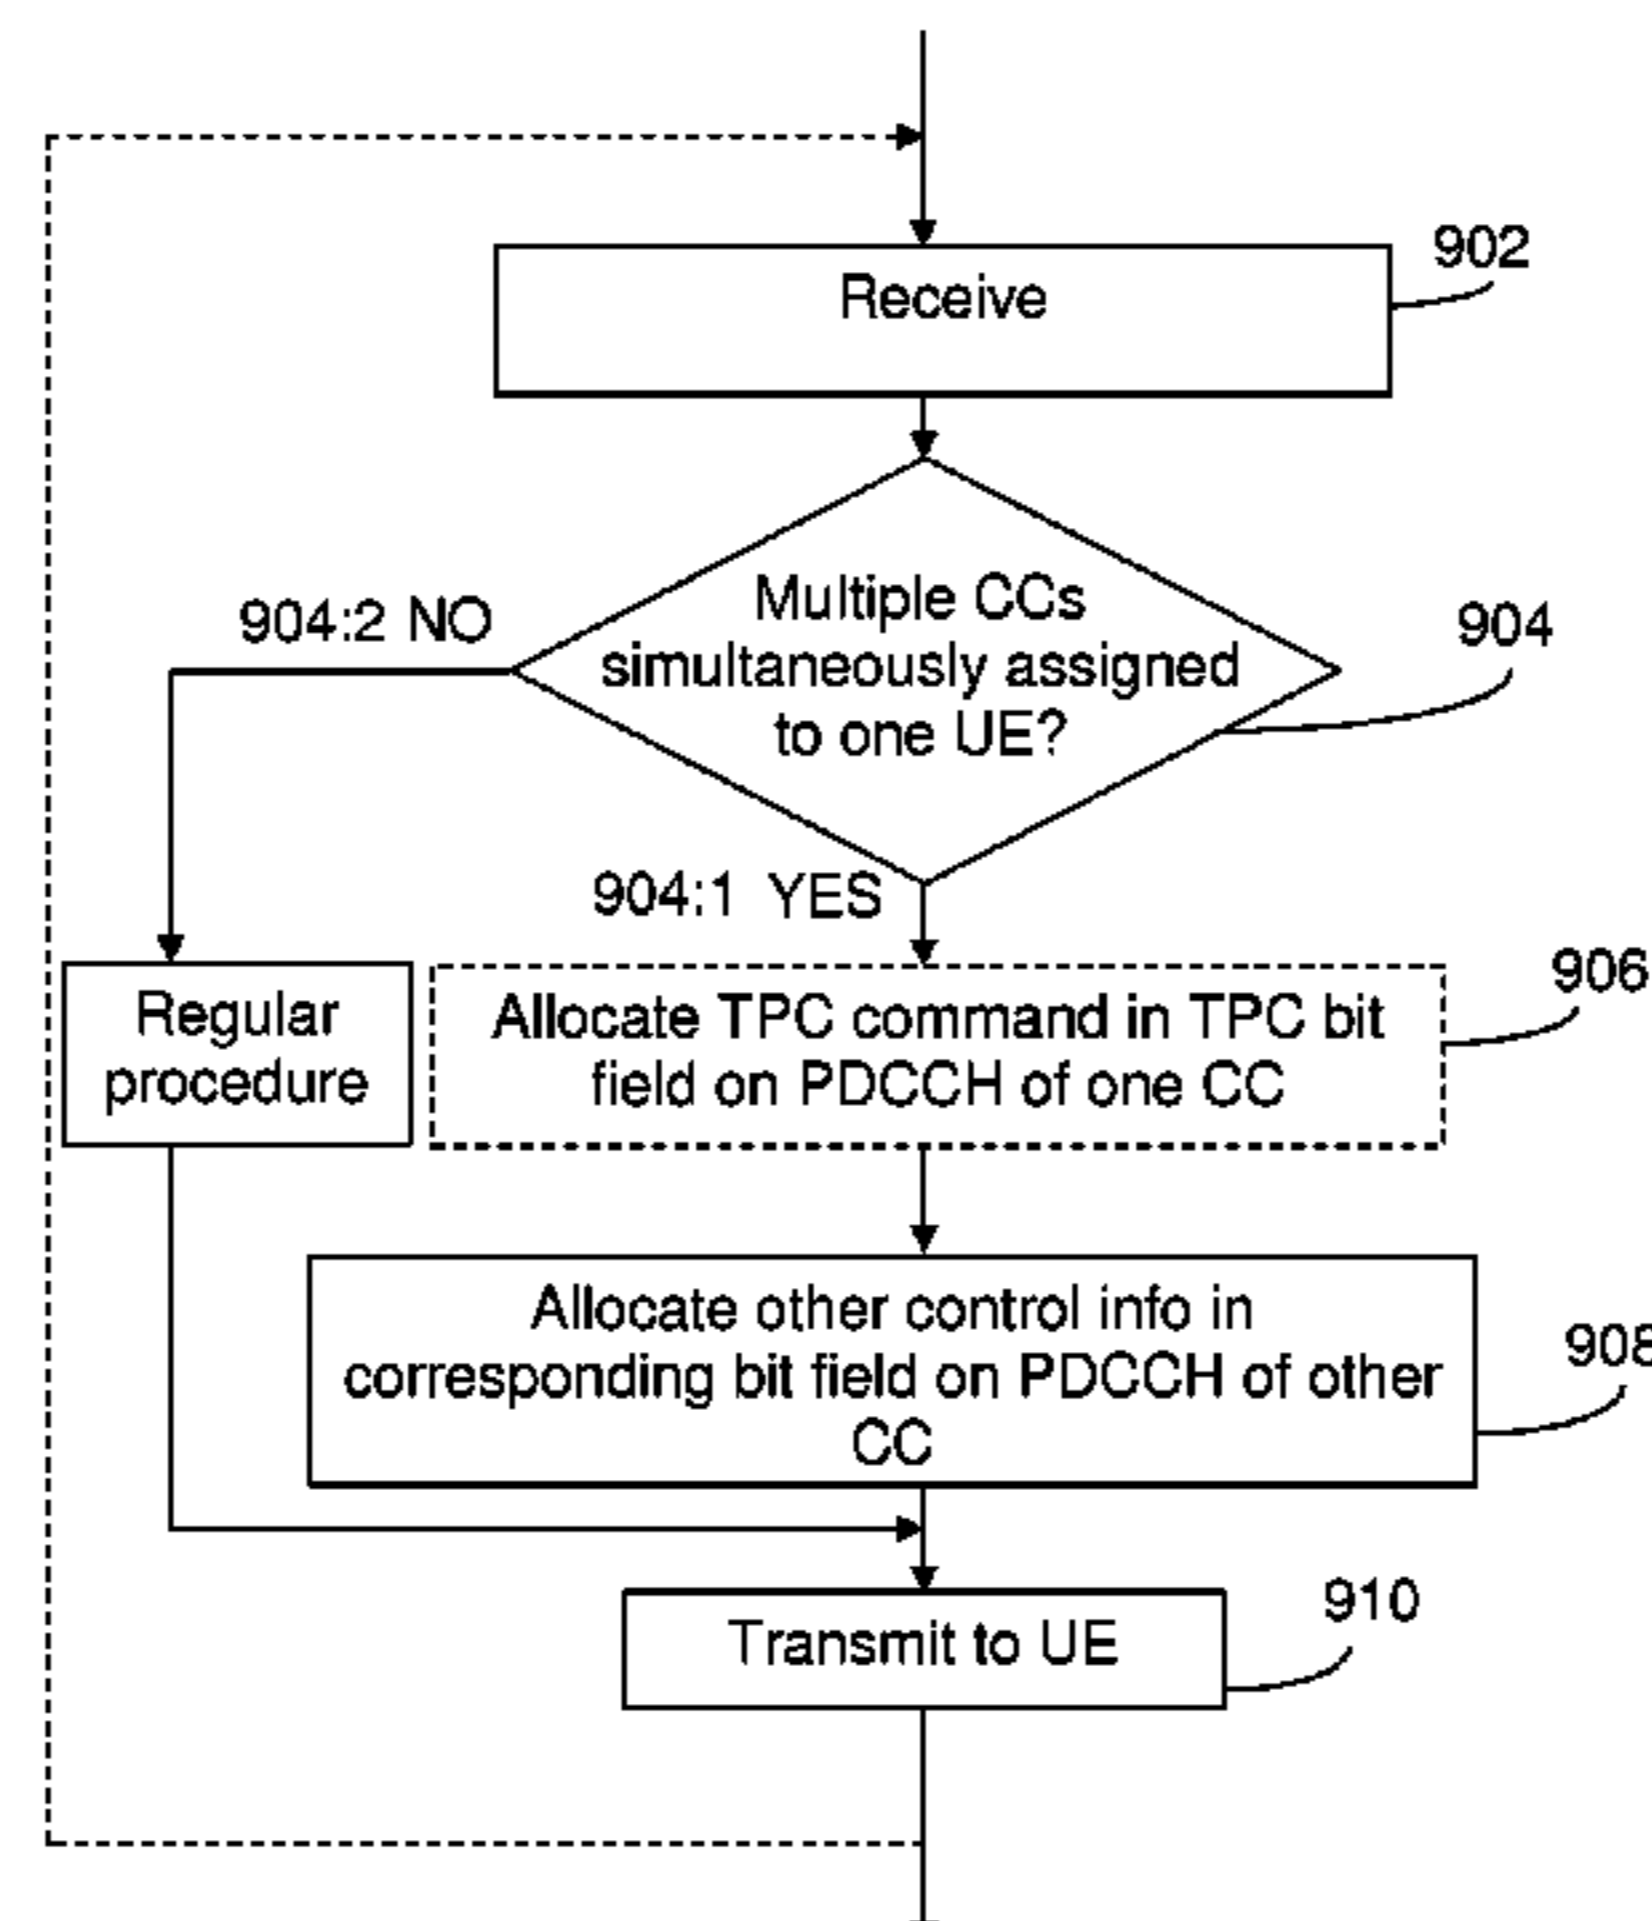 902
Receive
Multiple CCs
simultaneously assigned
to one UE?
904
904:2 NO
904:1 YES
Regular
procedure
Allocate TPC command in TPC bit
field on PDCCH of one CC
906
Allocate other control info in
corresponding bit field on PDCCH of other
CC
908
Transmit to UE
910